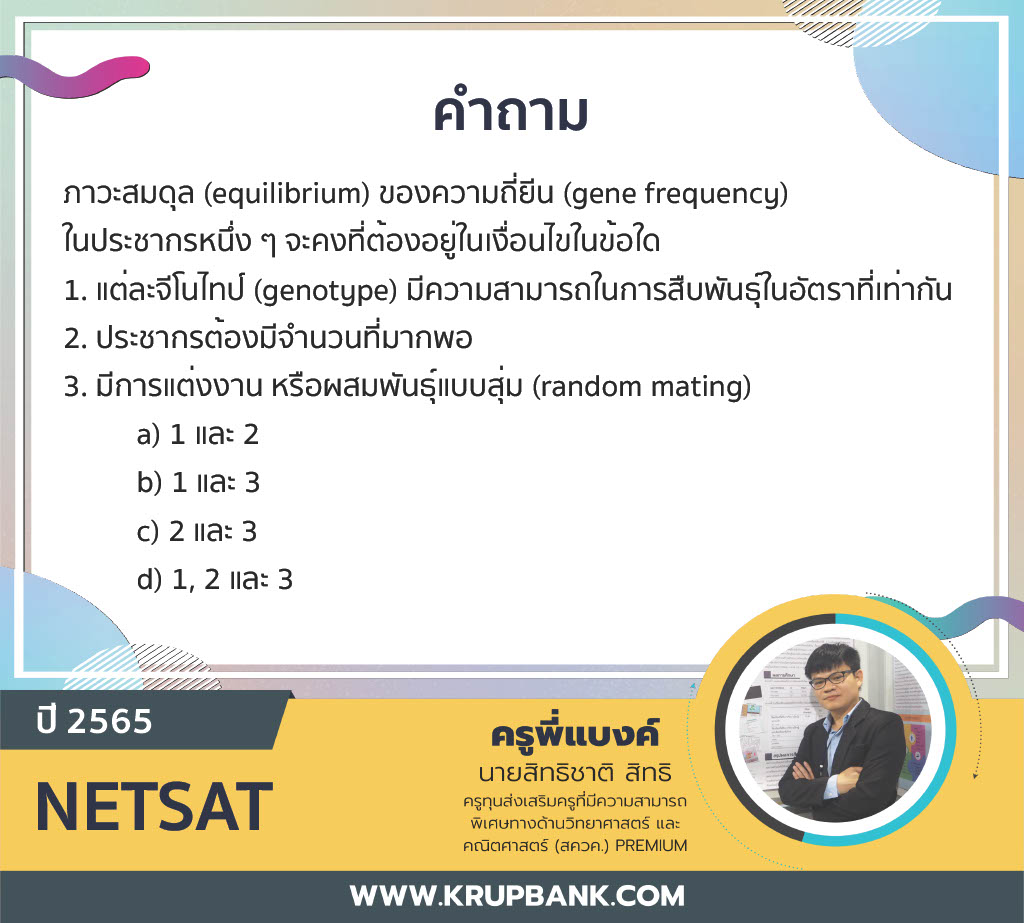 คำถาม
ภาวะสมดุล (equilibrium) ของความถี่ยีน (gene frequency)
ในประชากรหนึ่ง ๆ จะคงที่ต้องอยู่ในเงื่อนไขในข้อใด
1. แต่ละจีโนไทป์ (genotype) มีความสามารถในการสืบพันธุ์ในอัตราที่เท่ากัน
2. ประชากรต้องมีจำนวนที่มากพอ
3. มีการแต่งงาน หรือผสมพันธุ์แบบสุ่ม (random mating)
a) 1 และ 2
b) 1 และ 3
c) 2 และ 3
d) 1, 2 และ 3
ปี 2565
NETSAT
ครูพี่แบงค์
นายสิทธิชาติ สิทธิ
ครูทุนส่งเสริมครูที่มีความสามารถ
พิเศษทางด้านวิทยาศาสตร์ และ
คณิตศาสตร์ (สควค.) PREMIUM
WWW.KRUPBANK.COM